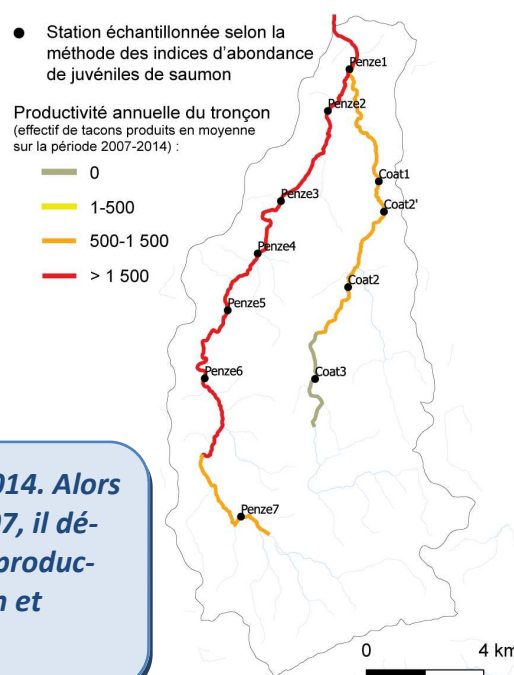 Station échantillonnée selon la
méthode des indices d'abondance
de juvéniles de saumon
Productivité annuelle du tronçon
(effectif de tacons produits en moyenne
sur la période 2007-2014) :
0
1-500
500-1 500
> 1 500
Penze1
Penze2
Coat1
Penze3
Coat2'
Penze4
Coat2
Penze5
Penze6
Coat3
Penze7
014. Alors
07, il dé-
produc-
n et
0 4 km